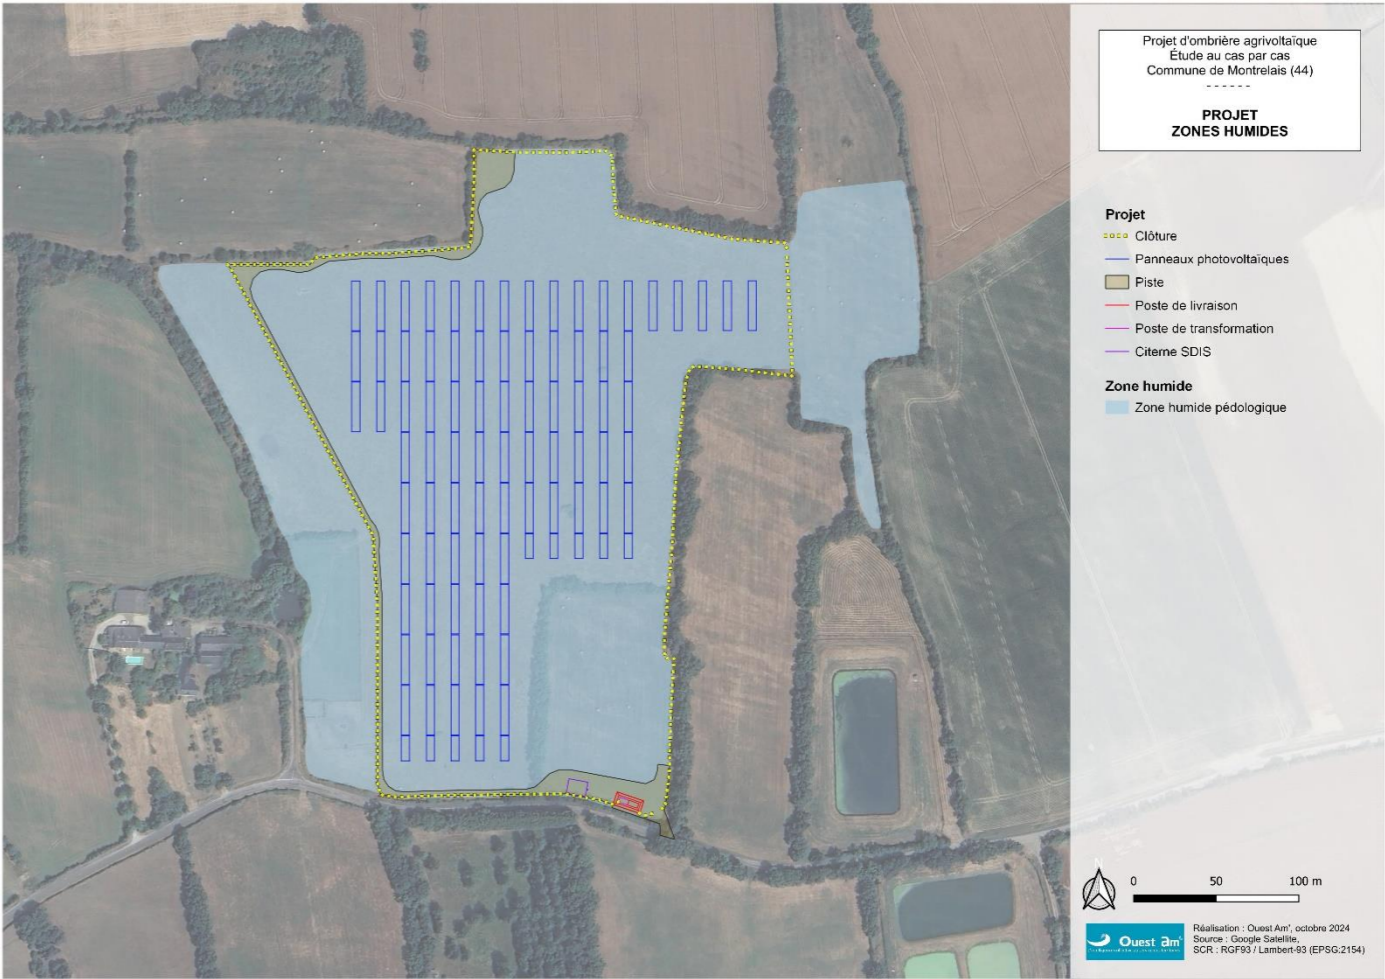 Projet d'ombrière agrivoltaïque
Étude au cas par cas
Commune de Montrelais (44)
- - - - - -
PROJET
ZONES HUMIDES
Projet
Clôture
Panneaux photovoltaïques
Piste
Poste de livraison
Poste de transformation
Citerne SDIS
Zone humide
Zone humide pédologique
N
0 50 100 m
Ouest am'
Réalisation : Ouest Am', octobre 2024
Source : Google Satellite,
SCR : RGF93 / Lambert-93 (EPSG:2154)